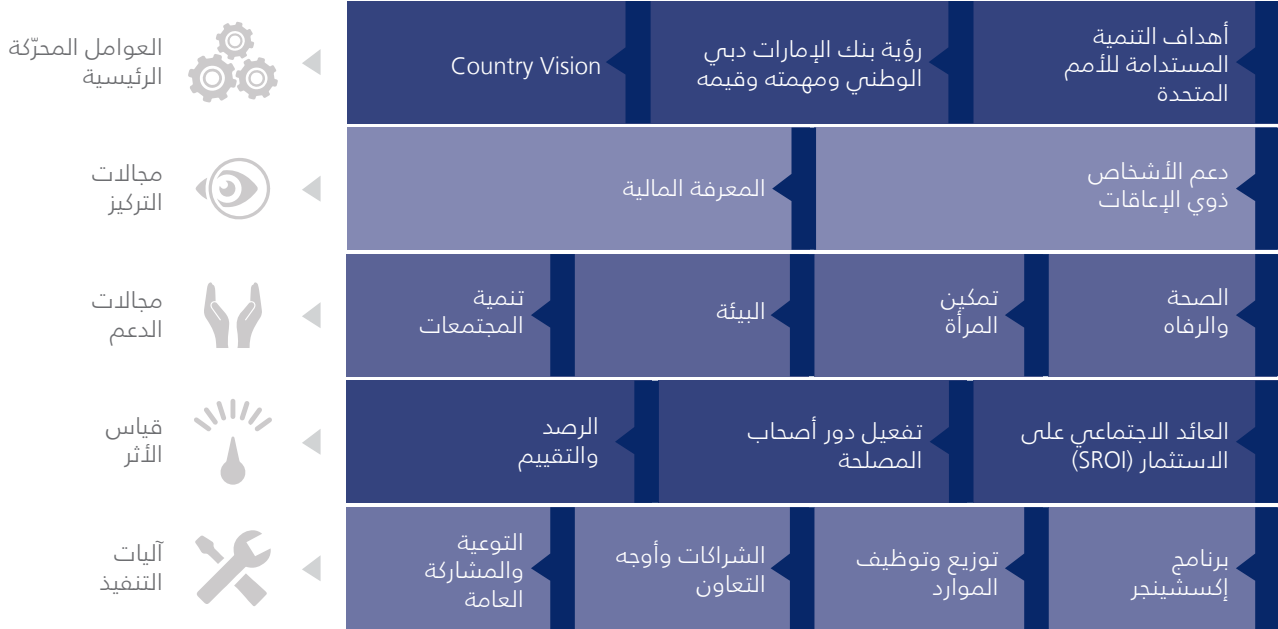 أهداف التنمية
المستدامة للأمم
المتحدة
رؤية بنك الإمارات دبي
الوطني ومهمته وقيمه
Country Vision
العوامل المحرّكة
الرئيسية
دعم الأشخاص
ذوي الإعاقات
المعرفة المالية
مجالات
التركيز
الصحة
والرفاه
تمكين
المرأة
البيئة
تنمية
المجتمعات
مجالات
الدعم
العائد الاجتماعي على
الاستثمار (SROI)
تفعيل دور أصحاب
المصلحة
الرصد
والتقييم
قياس
الأثر
برنامج
إكسشينجر
توزيع وتوظيف
الموارد
الشراكات وأوجه
التعاون
التوعية
والمشاركة
العامة
آليات
التنفيذ